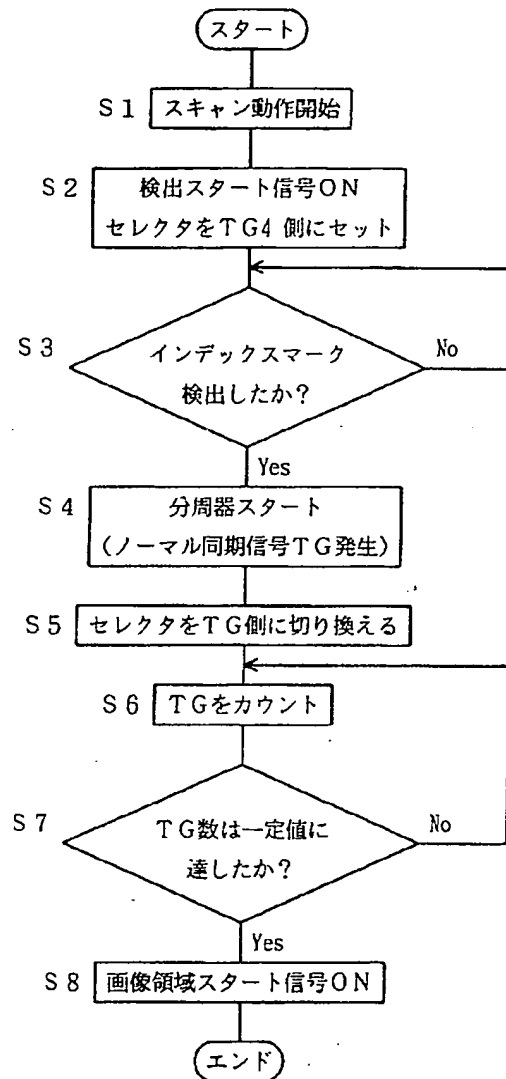 スタート
S1 スキャン動作開始
S2 検出スタート信号ON
セレクタをTG4 側にセット
S3 インデックスマーク
検出したか？
No
Yes
S4 分周器スタート
（ノーマル同期信号TG発生）
S5 セレクタをTG側に切り換える
S6 TGをカウント
S7 TG数は一定値に
達したか？
No
Yes
S8 画像領域スタート信号ON
エンド